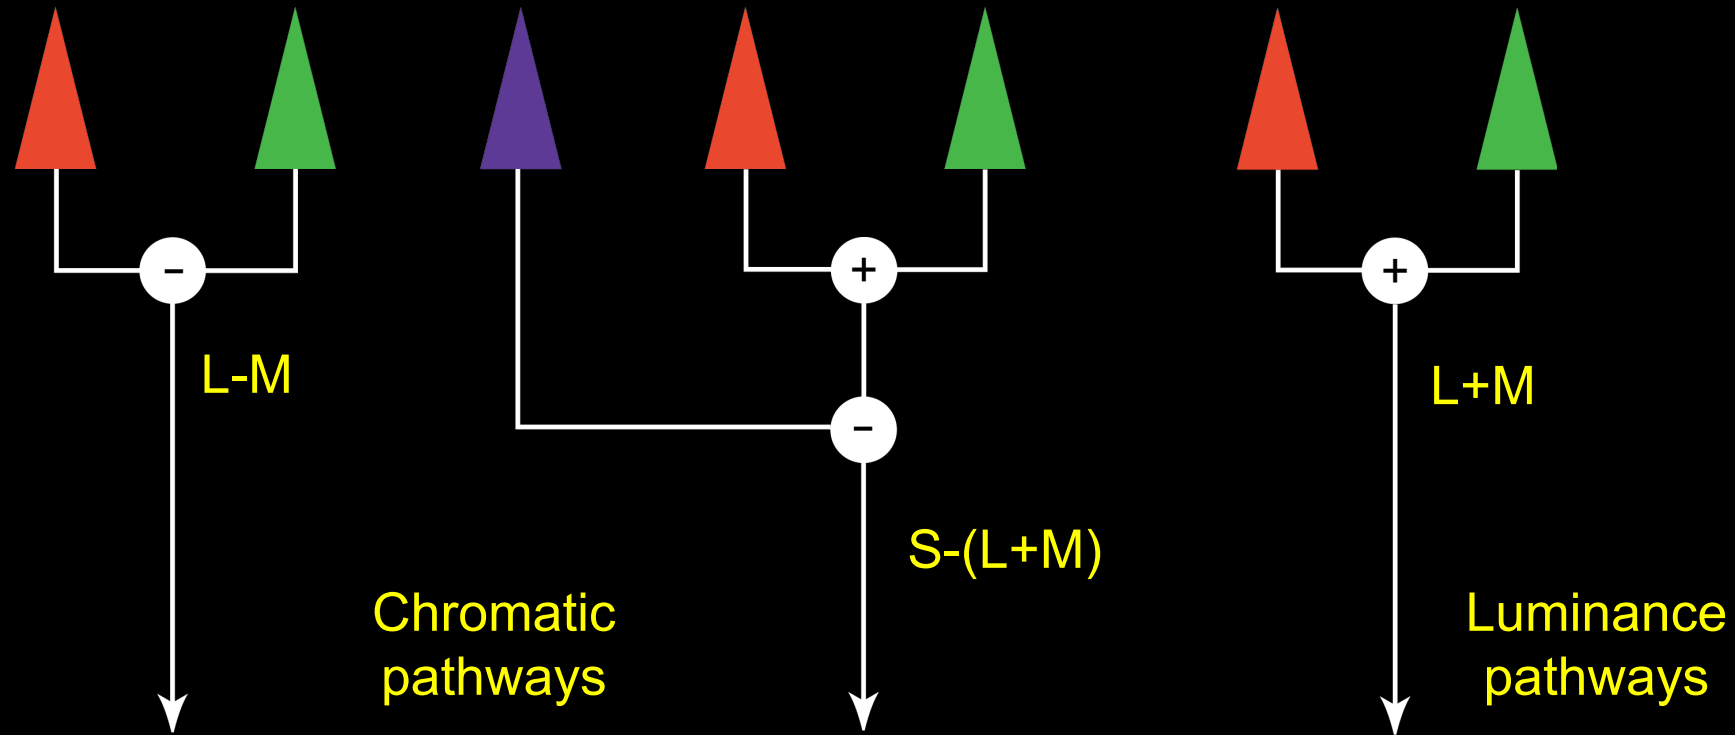 -
+
+
L-M
L+M
-
S-(L+M)
Chromatic
pathways
Luminance
pathways